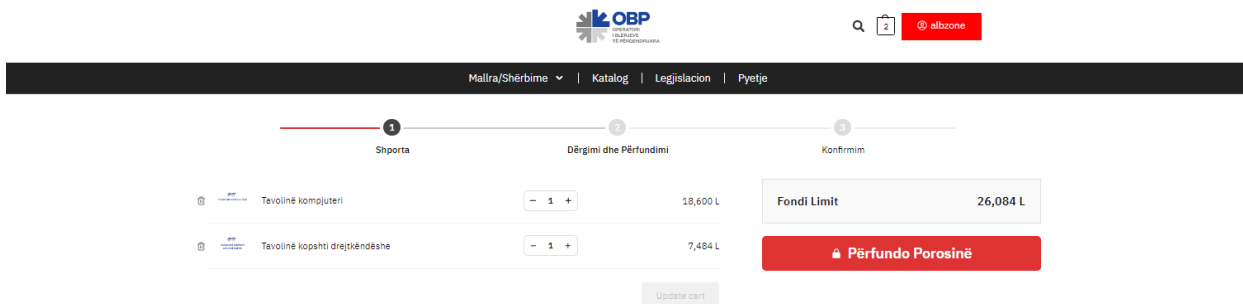 OBP
OPERATORI
I BLERJEVE
TË PËRQENDRUARA
2
albzone
Mallra/Shërbime | Katalog | Legjislacion | Pyetje
1
2
3
Shporta
Dërgimi dhe Përfundimi
Konfirmim
Tavolinë kompjuteri
- 1 +
18,600 L
Tavolinë kopshti drejtkëndëshe
- 1 +
7,484 L
Update cart
Fondi Limit
26,084 L
Përfundo Porosinë